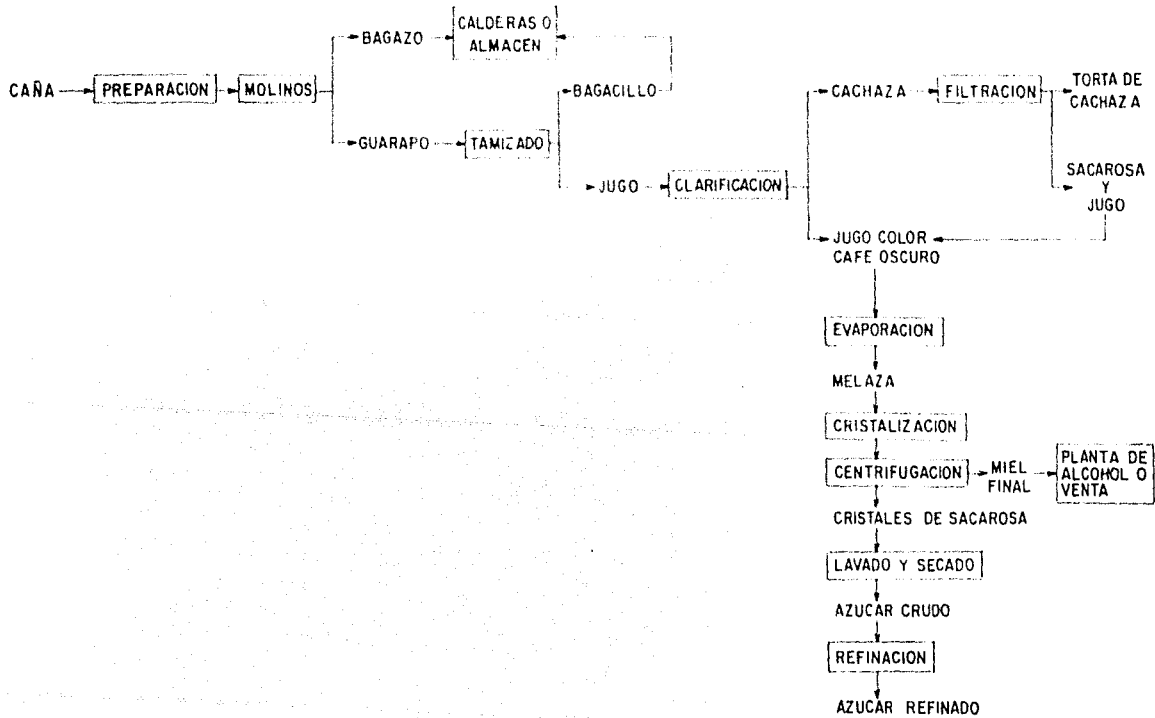 CAÑA
PREPARACION
MOLINOS
BAGAZO
CALDERAS O
ALMACEN
BAGACILLO
GUARAPO
TAMIZADO
JUGO
CLARIFICACION
CACHAZA
FILTRACION
TORTA DE
CACHAZA
SACAROSA
Y
JUGO
JUGO COLOR
CAFE OSCURO
EVAPORACION
MELAZA
CRISTALIZACION
CENTRIFUGACION
MIEL
FINAL
PLANTA DE
ALCOHOL O
VENTA
CRISTALES DE SACAROSA
LAVADO Y SECADO
AZUCAR CRUDO
REFINACION
AZUCAR REFINADO